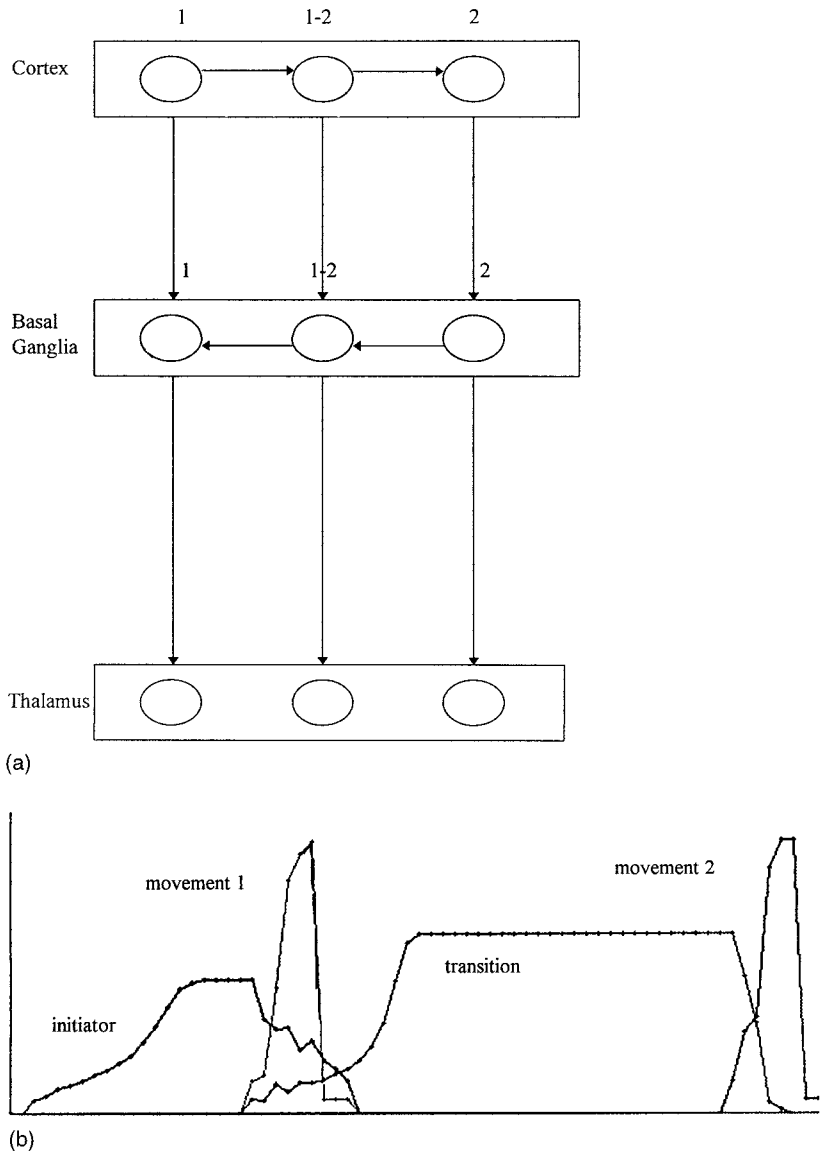 1 1-2 2
Cortex
1 1-2 2
Basal
Ganglia
Thalamus
(a)
movement 1
movement 2
transition
initiator
(b)